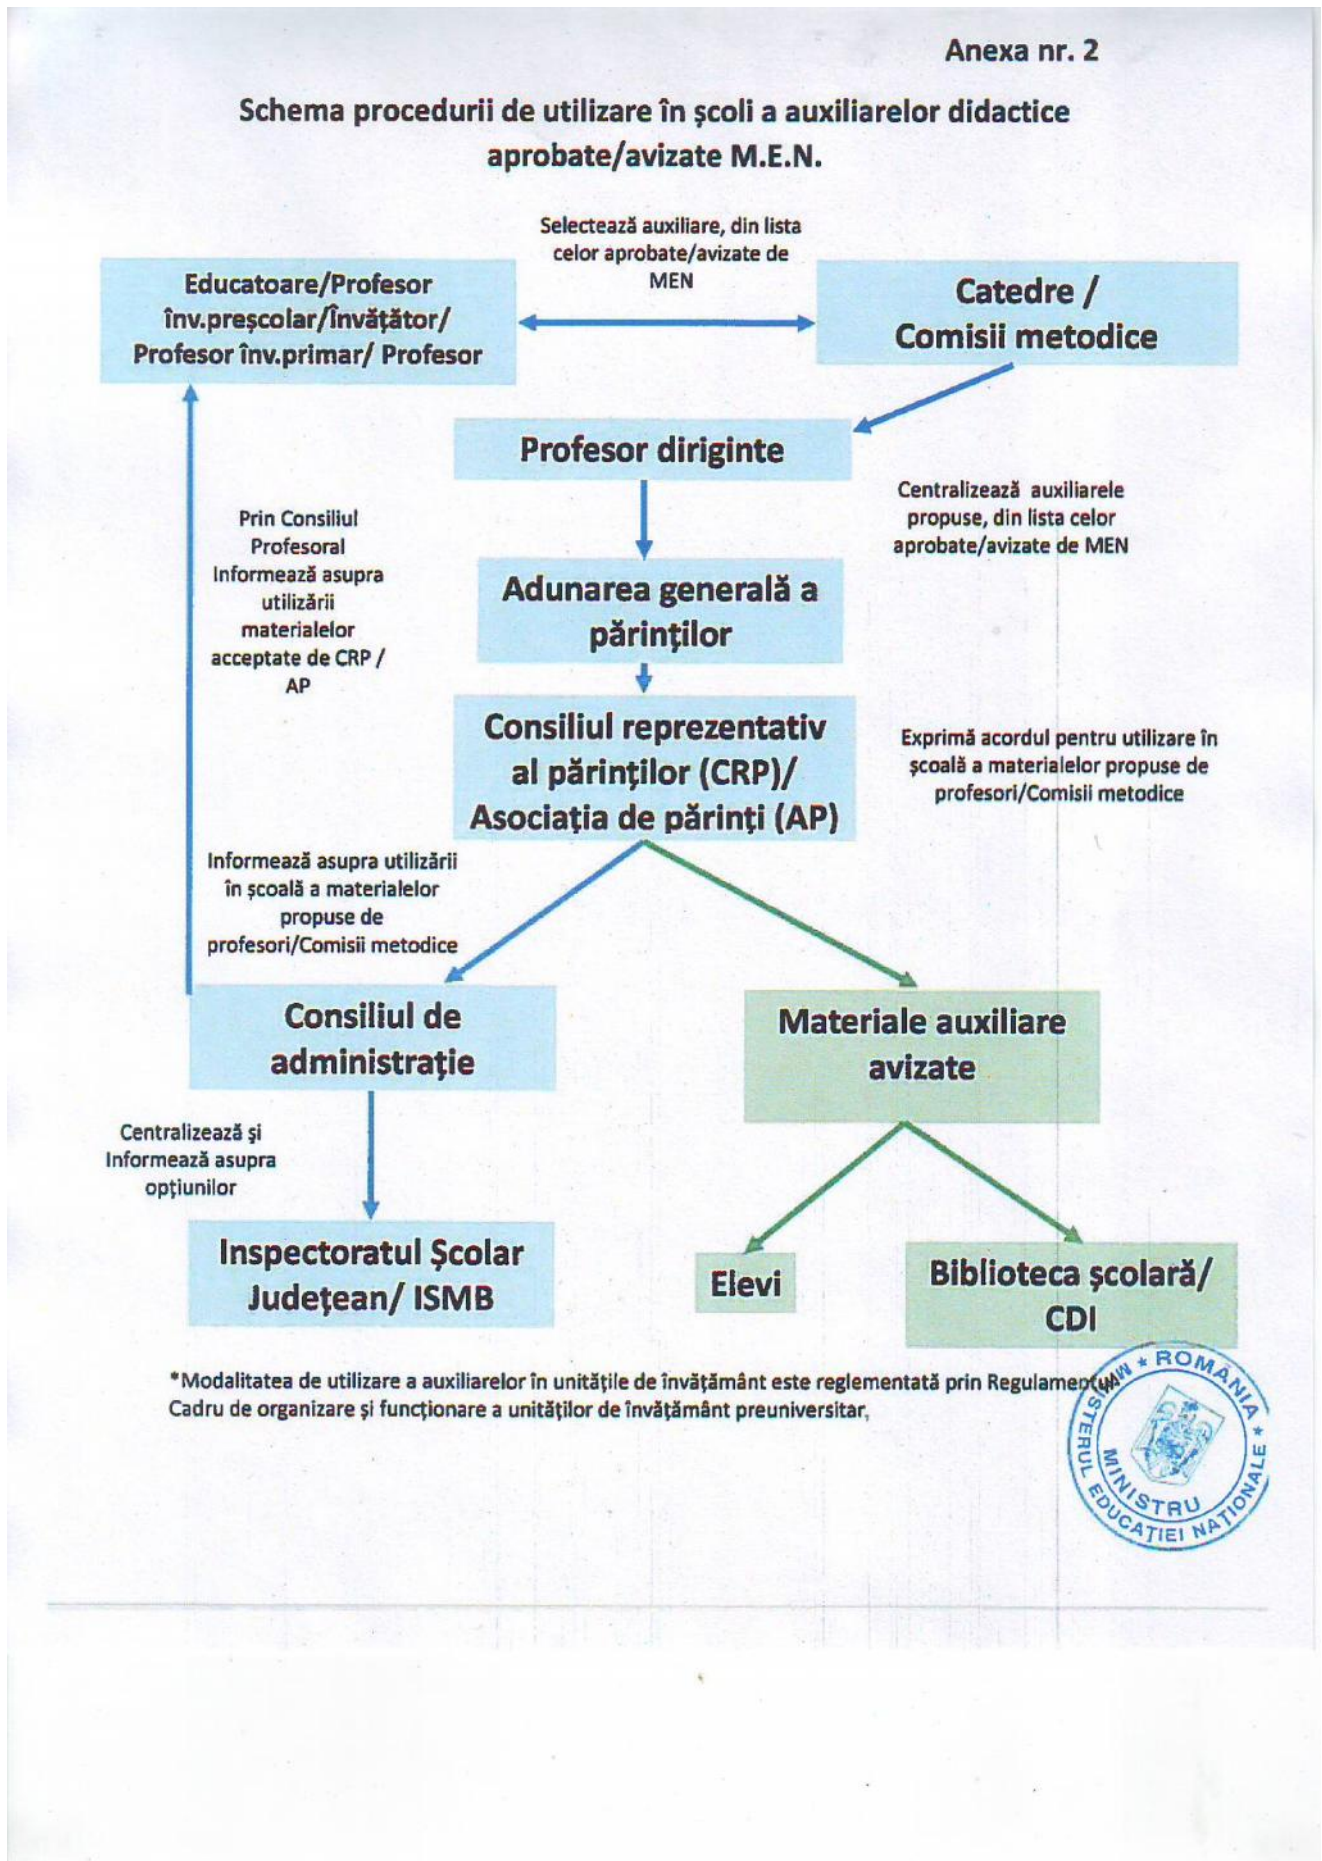 Anexa nr. 2
Schema procedurii de utilizare în școli a auxiliarelor didactice
aprobate/avizate M.E.N.
Selectează auxiliare, din lista
celor aprobate/avizate de
MEN
Educatoare/Profesor
înv.preșcolar/Învățător/
Profesor înv.primar/ Profesor
Catedre /
Comisii metodice
Profesor diriginte
Centralizează auxiliarele
propuse, din lista celor
aprobate/avizate de MEN
Prin Consiliul
Profesoral
Informează asupra
utilizării
materialelor
acceptate de CRP /
AP
Adunarea generală a
părinților
Consiliul reprezentativ
al părinților (CRP)/
Asociația de părinți (AP)
Exprimă acordul pentru utilizare în
școală a materialelor propuse de
profesori/Comisii metodice
Informează asupra utilizării
în școală a materialelor
propuse de
profesori/Comisii metodice
Consiliul de
administrație
Materiale auxiliare
avizate
Centralizează și
Informează asupra
opțiunilor
Inspectoratul Școlar
Județean/ ISMB
Elevi
Biblioteca școlară/
CDI
*Modalitatea de utilizare a auxiliarelor în unitățile de învățământ este reglementată prin Regulamentul
Cadru de organizare și funcționare a unităților de învățământ preuniversitar,
* ROMÂNIA *
MINISTERUL EDUCAȚIEI NAȚIONALE
MINISTRU